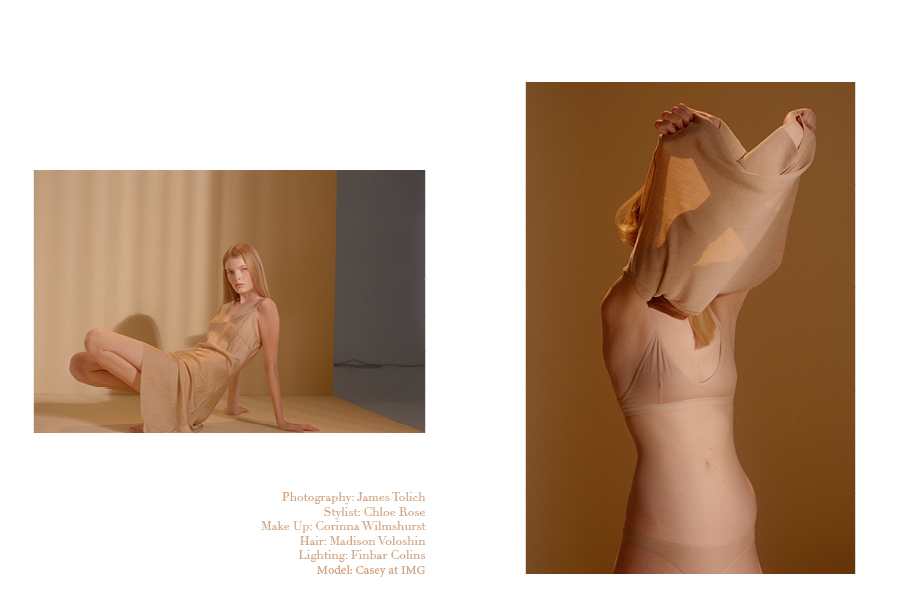 Photography: James Tolich
Stylist: Chloe Rose
Make Up: Corinna Wilmshurst
Hair: Madison Voloshin
Lighting: Finbar Colins
Model: Casey at IMG